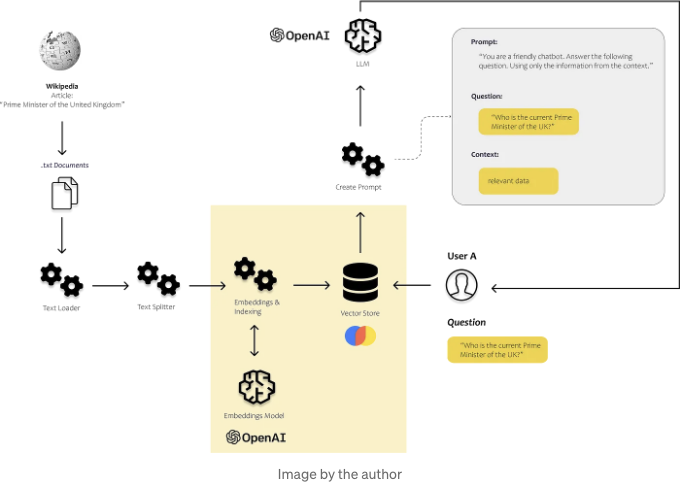 OpenAI
LLM
Prompt:
"You are a friendly chatbot. Answer the following
question. Using only the information from the context."
Question:
"Who is the current Prime
Minister of the UK?"
Context:
relevant data
Wikipedia
Article:
"Prime Minister of the United Kingdom"
.txt Documents
Create Prompt
Text Loader
Text Splitter
Embeddings &
Indexing
Vector Store
User A
Question
"Who is the current Prime
Minister of the UK?"
Embeddings Model
OpenAI
Image by the author